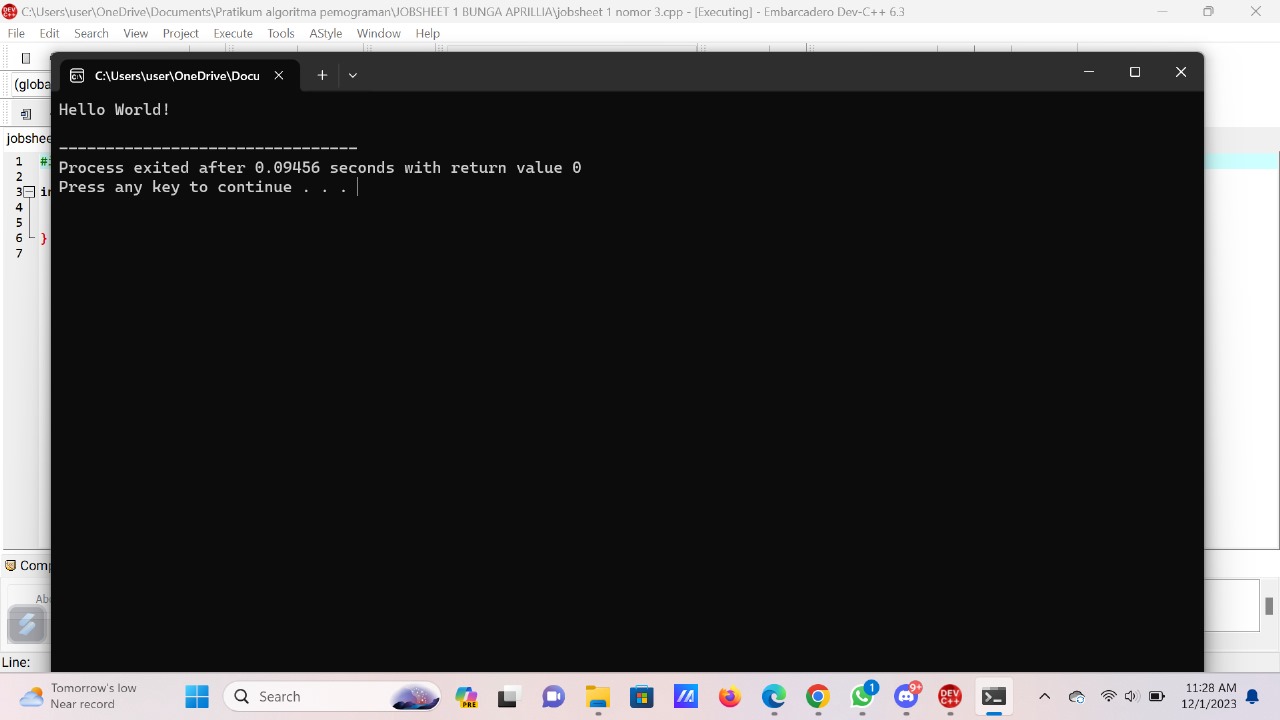 C:\Users\user\OneDrive\Documents\Pratikum algoritma pemograman\JOBSHEET 1 BUNGA APRILLIA\jobsheet 1 nomor 3.cpp - [Executing] - Embarcadero Dev-C++ 6.3
File Edit Search View Project Execute Tools AStyle Window Help
C:\Users\user\OneDrive\Docu
(globa
Hello World!
jobshee
--------------------------------
Process exited after 0.09456 seconds with return value 0
Press any key to continue . . .
1 #i
2
3 in
4
5
6 }
7
Comp
Abo
Line:
Tomorrow's low
Near record
Search
PRE
1
9+
DEV C++
11:28 AM
12/1/2023